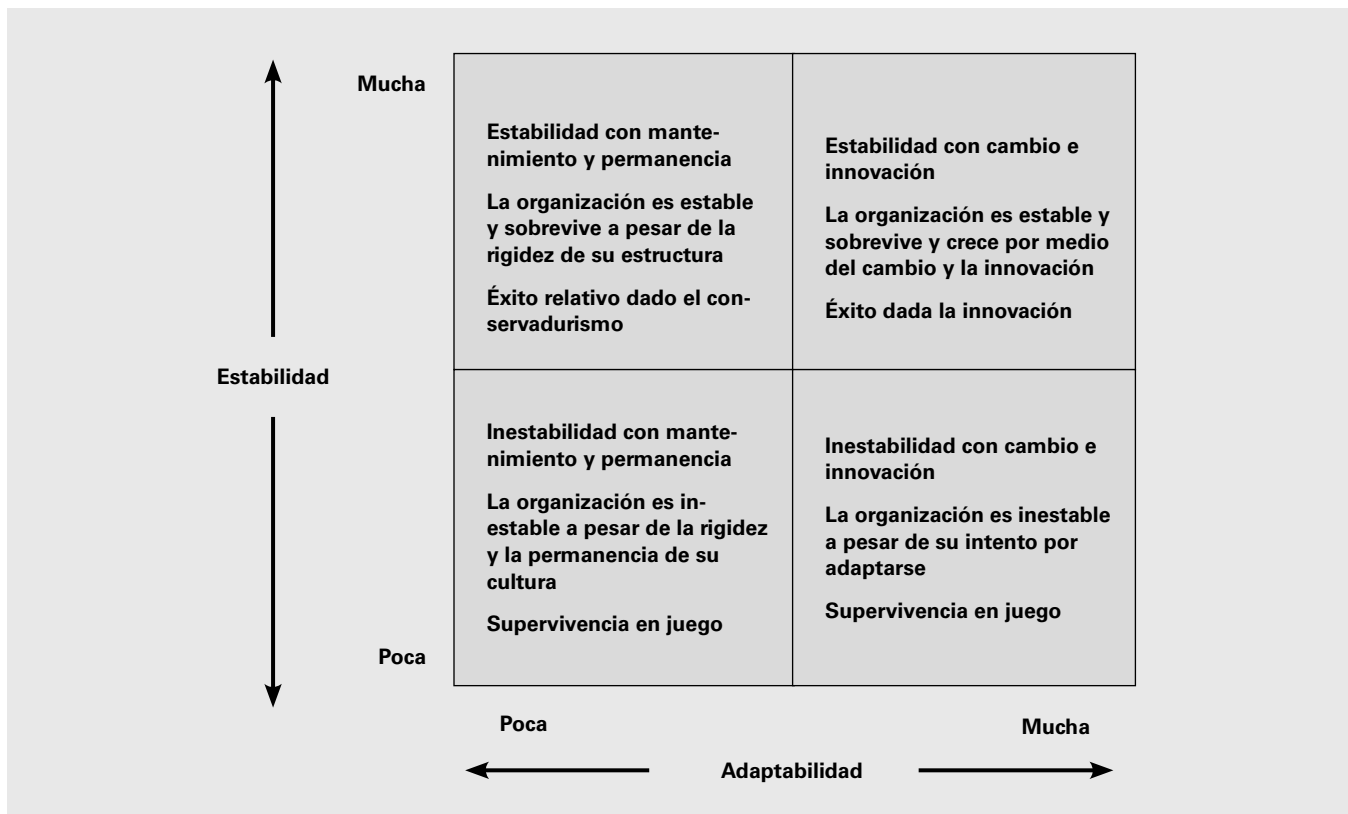 Mucha
Estabilidad con mante-
nimiento y permanencia
La organización es estable
y sobrevive a pesar de la
rigidez de su estructura
Éxito relativo dado el con-
servadurismo
Estabilidad con cambio e
innovación
La organización es estable y
sobrevive y crece por medio
del cambio y la innovación
Éxito dada la innovación
Estabilidad
Inestabilidad con mante-
nimiento y permanencia
La organización es in-
estable a pesar de la rigidez
y la permanencia de su
cultura
Supervivencia en juego
Inestabilidad con cambio e
innovación
La organización es inestable
a pesar de su intento por
adaptarse
Supervivencia en juego
Poca
Poca
Mucha
Adaptabilidad